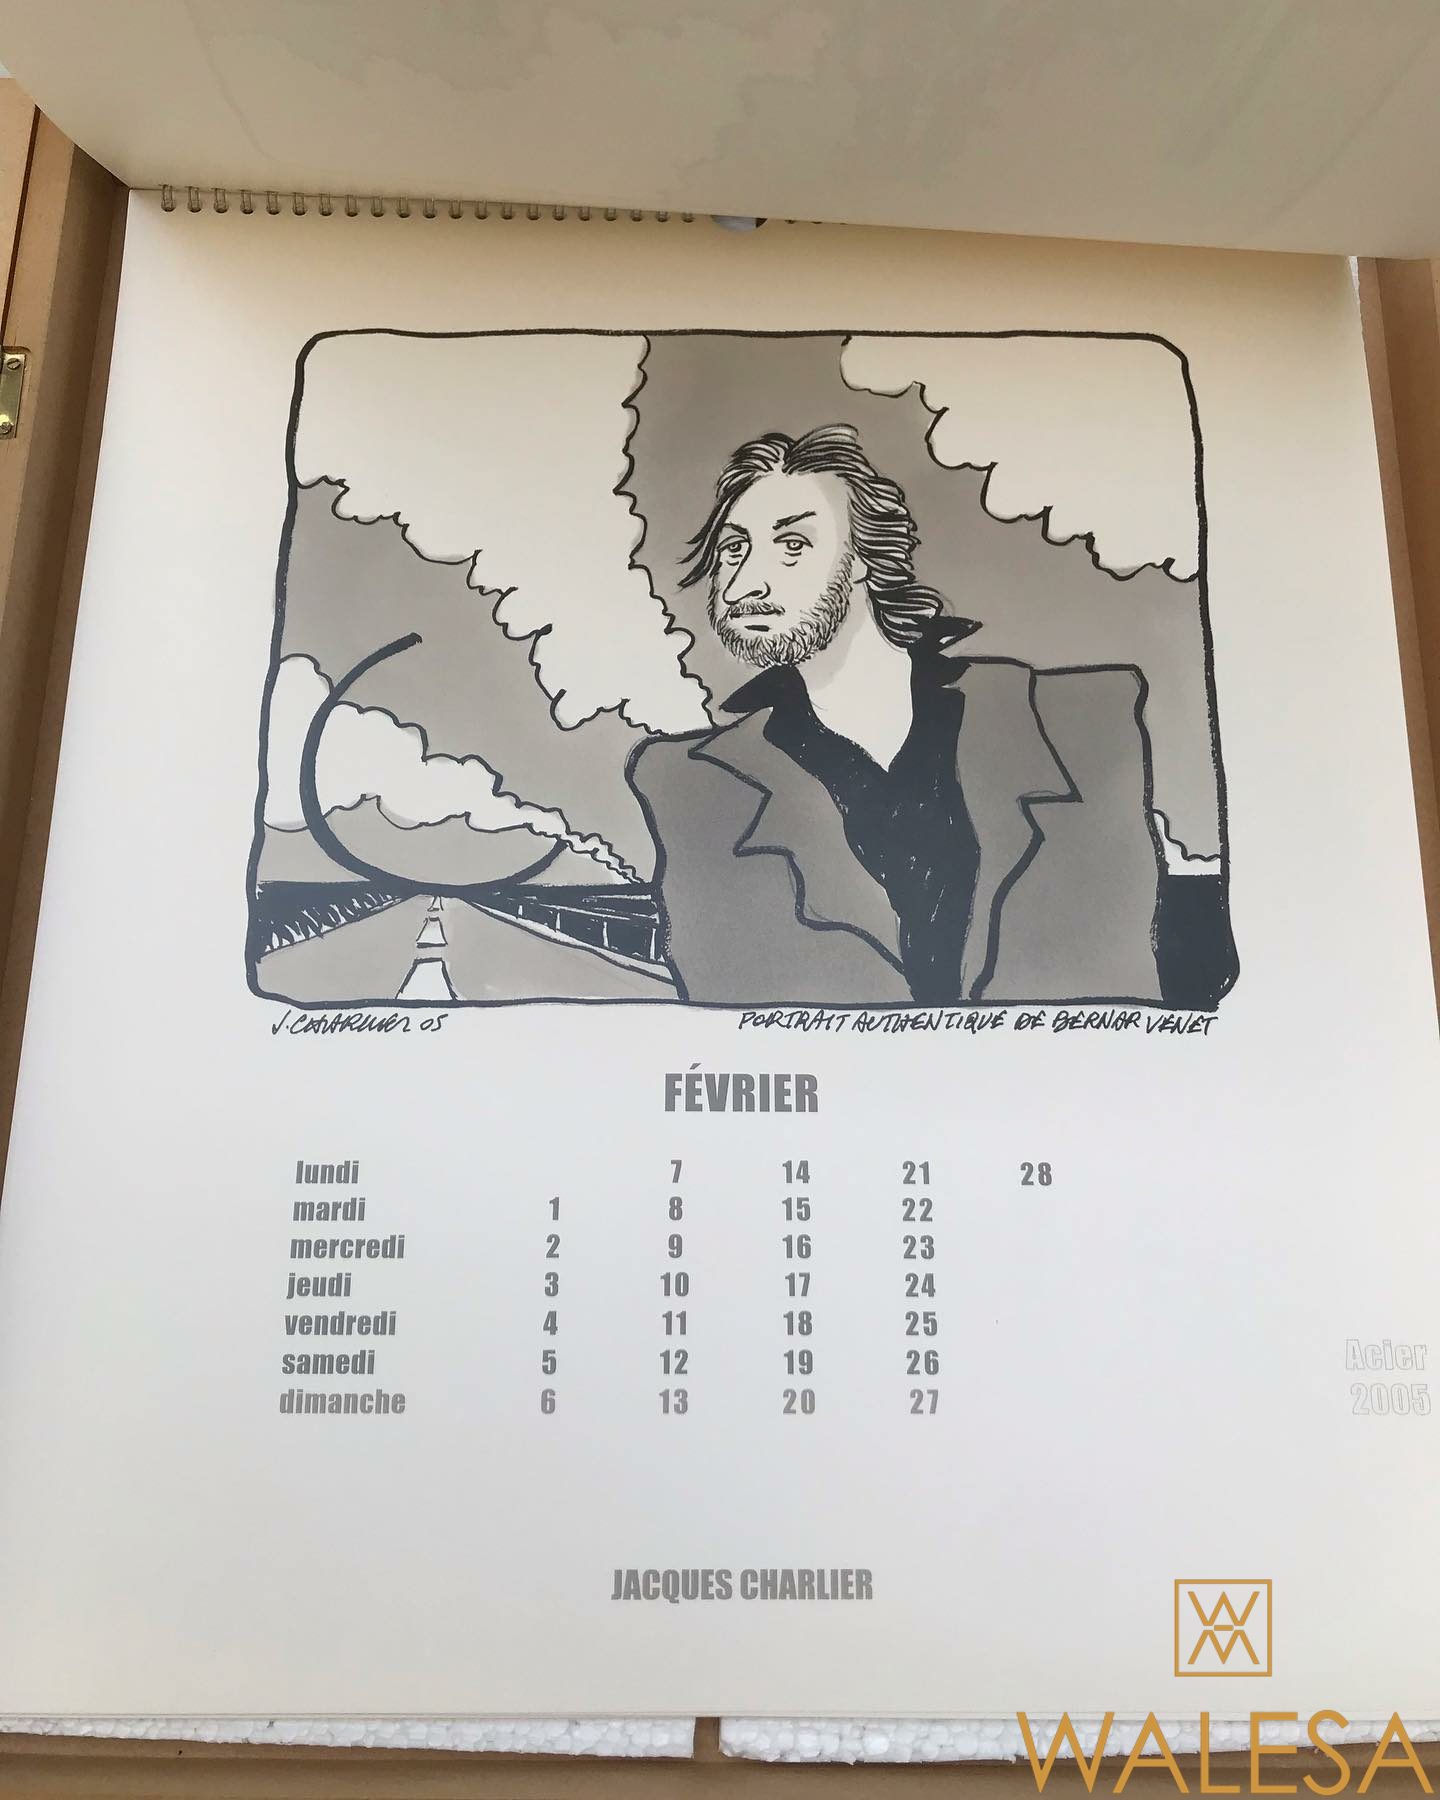 J. CHARLIER 05
PORTRAIT AUTHENTIQUE DE BERNAR VENET
FÉVRIER
lundi 7 14 21 28
mardi 1 8 15 22
mercredi 2 9 16 23
jeudi 3 10 17 24
vendredi 4 11 18 25
samedi 5 12 19 26
dimanche 6 13 20 27
Acier
2005
JACQUES CHARLIER
WALESA